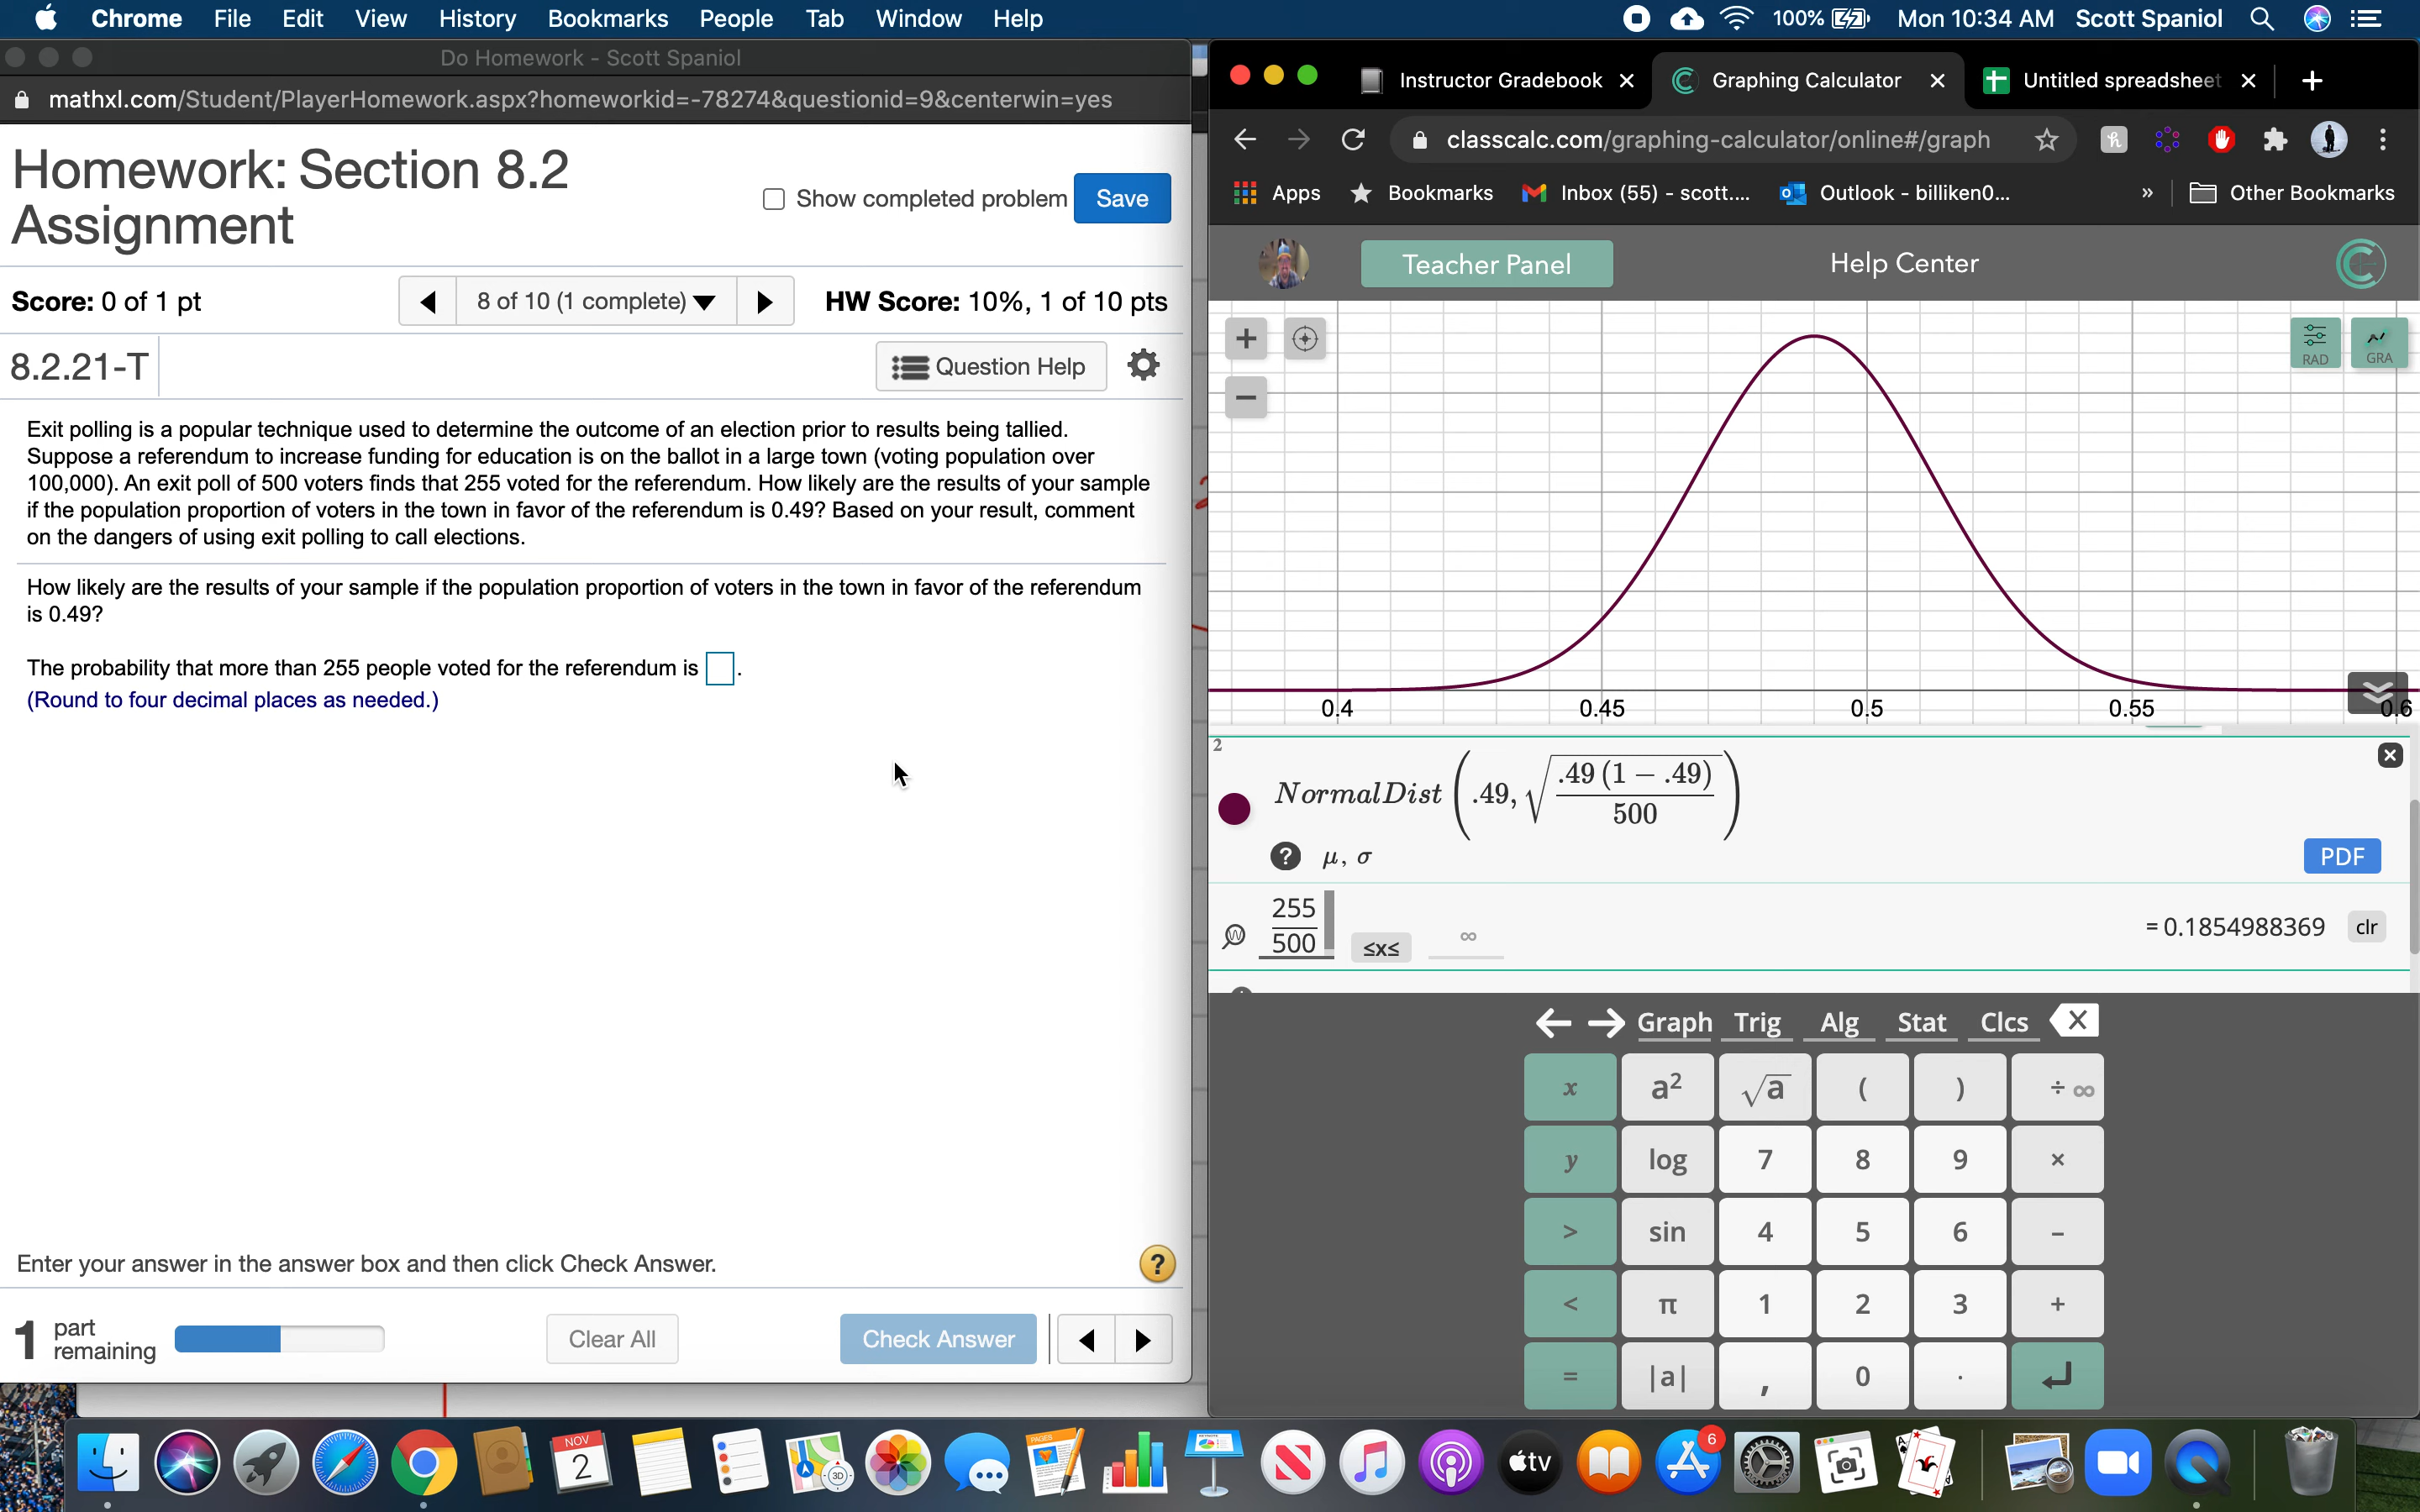 Chrome File Edit View History Bookmarks People Tab Window Help
100% Mon 10:34 AM Scott Spaniol
Do Homework - Scott Spaniol
mathxl.com/Student/PlayerHomework.aspx?homeworkid=-78274&questionid=9&centerwin=yes
Homework: Section 8.2
Assignment
Show completed problem
Save
Score: 0 of 1 pt
8 of 10 (1 complete)
HW Score: 10%, 1 of 10 pts
8.2.21-T
Question Help
Exit polling is a popular technique used to determine the outcome of an election prior to results being tallied.
Suppose a referendum to increase funding for education is on the ballot in a large town (voting population over
100,000). An exit poll of 500 voters finds that 255 voted for the referendum. How likely are the results of your sample
if the population proportion of voters in the town in favor of the referendum is 0.49? Based on your result, comment
on the dangers of using exit polling to call elections.
How likely are the results of your sample if the population proportion of voters in the town in favor of the referendum
is 0.49?
The probability that more than 255 people voted for the referendum is .
(Round to four decimal places as needed.)
Enter your answer in the answer box and then click Check Answer.
?
1 part
remaining
Clear All
Check Answer
Instructor Gradebook
Graphing Calculator
Untitled spreadsheet
classcalc.com/graphing-calculator/online#/graph
Apps Bookmarks Inbox (55) - scott.... Outlook - billiken0... » Other Bookmarks
Teacher Panel
Help Center
+
−
RAD
GRA
0.4 0.45 0.5 0.55 0.6
2
NormalDist(.49, √(.49(1 − .49)/500))
? μ, σ
PDF
255/500 ≤x≤ ∞
= 0.1854988369
clr
Graph Trig Alg Stat Clcs
x a² √a ( ) ÷ ∞
y log 7 8 9 ×
> sin 4 5 6 −
< π 1 2 3 +
= |a| , 0 .
NOV
2
3D
PAGES
tv
6